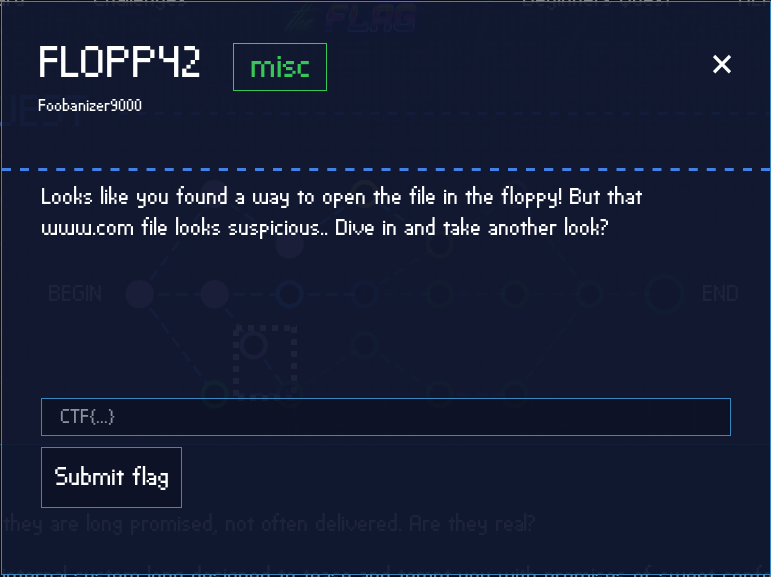 Challenges
FLAG
FLOPPY2
misc
Foobanizer9000
Looks like you found a way to open the file in the floppy! But that
www.com file looks suspicious.. Dive in and take another look?
BEGIN
END
CTF{...}
Submit flag
they are long promised, not often delivered. Are they real?